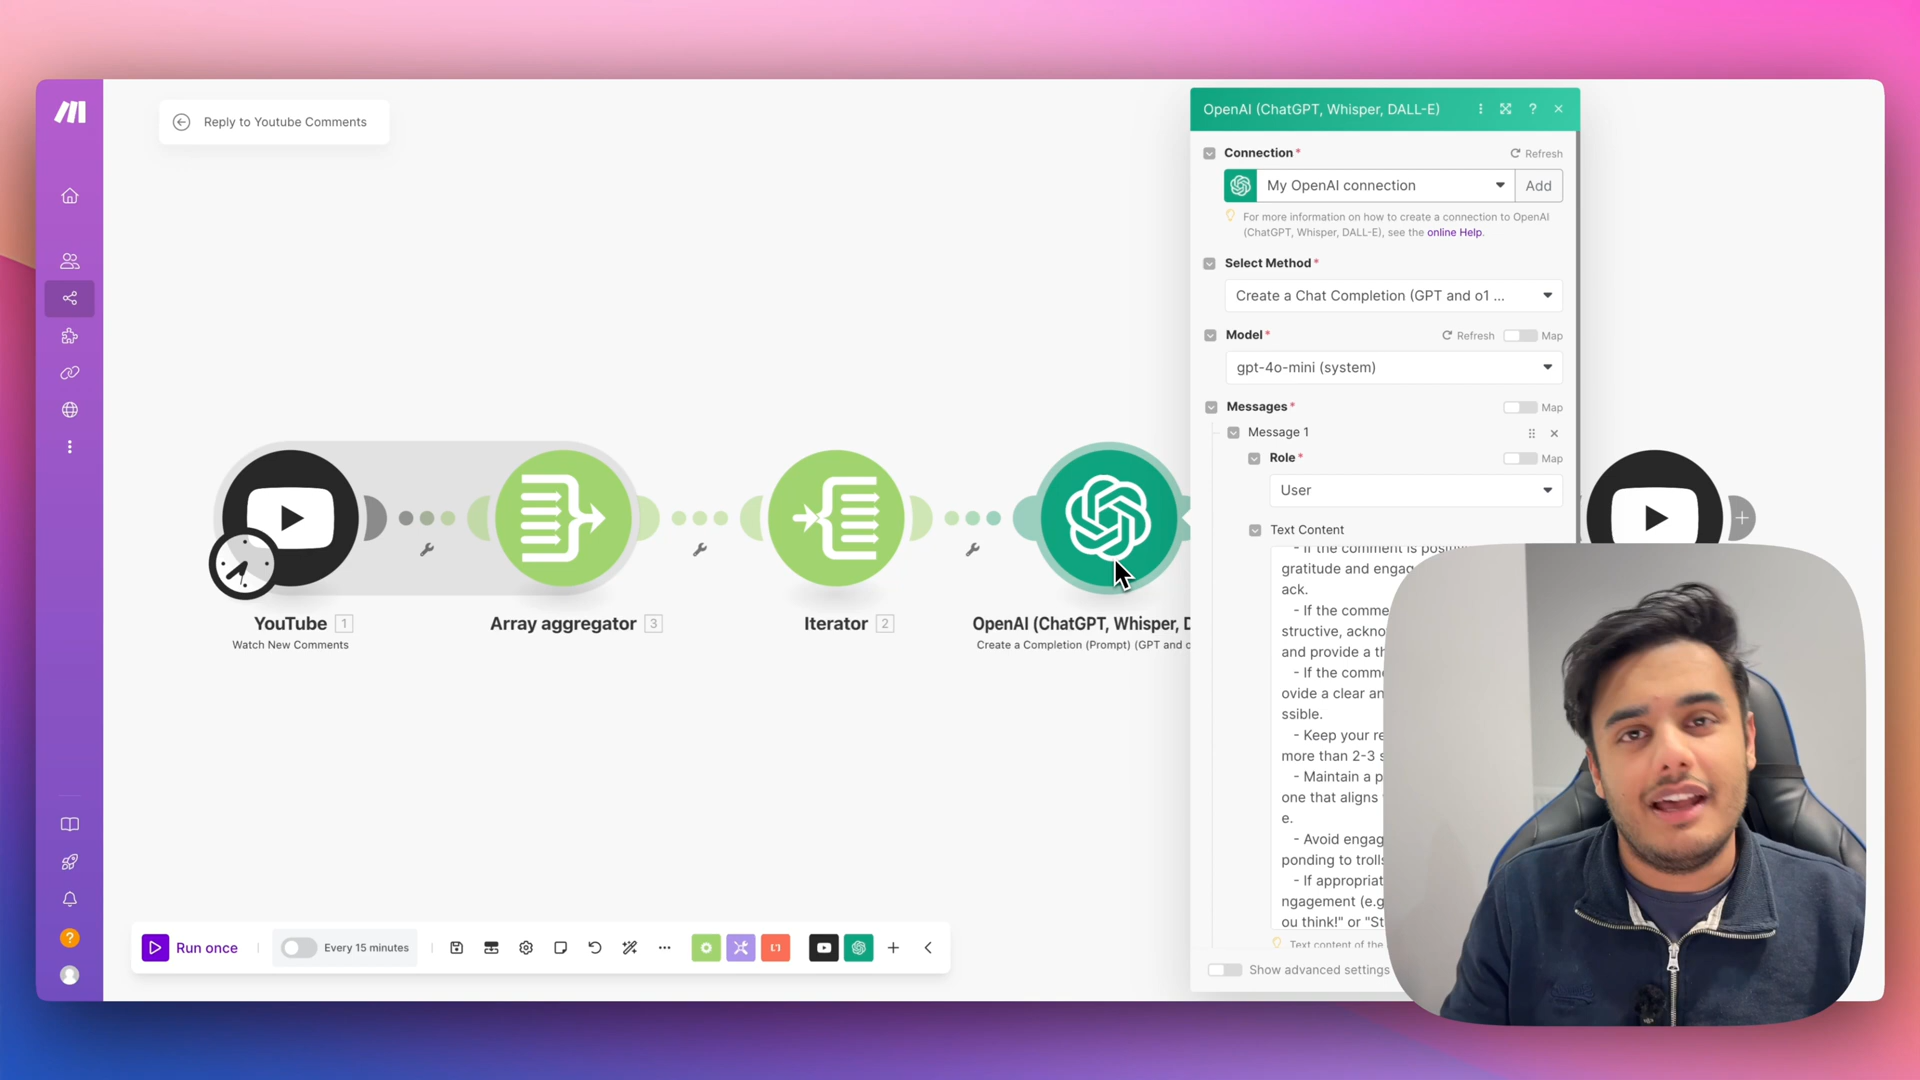 Reply to Youtube Comments
OpenAI (ChatGPT, Whisper, DALL-E)
Connection*
Refresh
My OpenAI connection
Add
For more information on how to create a connection to OpenAI
(ChatGPT, Whisper, DALL-E), see the online Help.
Select Method*
Create a Chat Completion (GPT and o1 ...
Model*
Refresh
Map
gpt-4o-mini (system)
Messages*
Map
Message 1
Role*
Map
User
Text Content
- If the comment is
gratitude and engag
ack.
- If the comme
structive, ackno
and provide a th
- If the comme
ovide a clear an
ssible.
- Keep your re
more than 2-3 s
- Maintain a p
one that aligns
e.
- Avoid engag
ponding to trolls
- If appropriat
ngagement (e.g
ou think!" or "St
Text content of the
Show advanced settings
YouTube 1
Watch New Comments
Array aggregator 3
Iterator 2
OpenAI (ChatGPT, Whisper, D
Create a Completion (Prompt) (GPT and o
Run once
Every 15 minutes